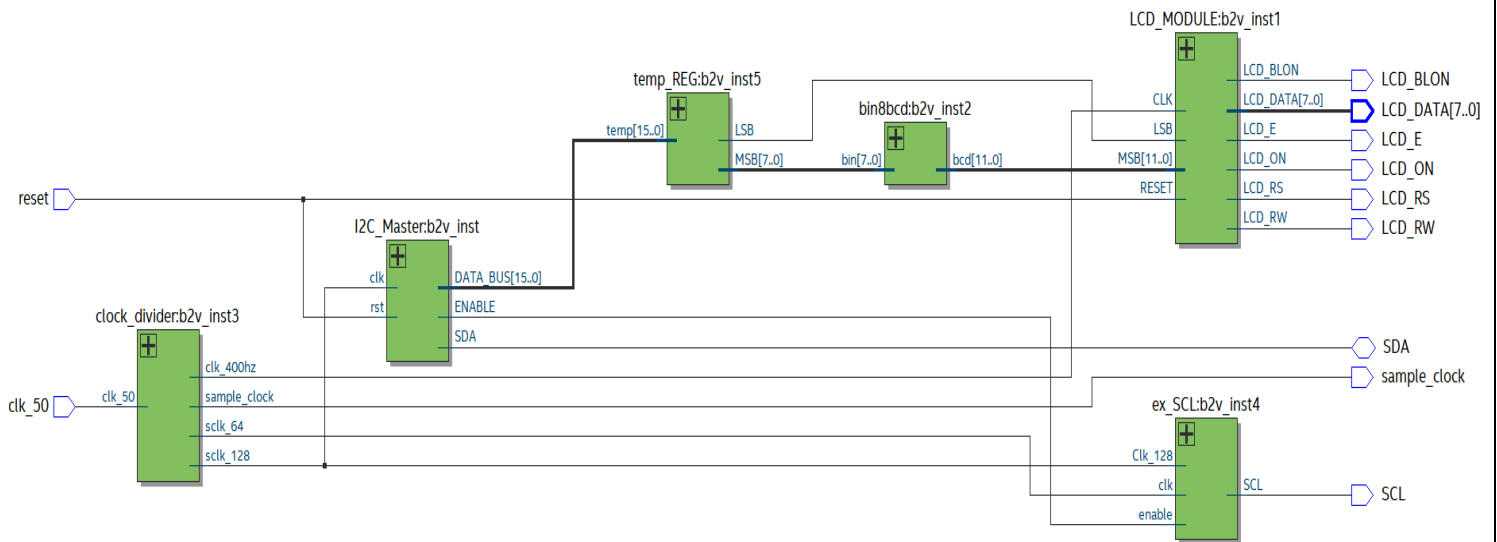 LCD_MODULE:b2v_inst1
LCD_BLON LCD_BLON
temp_REG:b2v_inst5
CLK LCD_DATA[7..0] LCD_DATA[7..0]
bin8bcd:b2v_inst2
temp[15..0] LSB LSB LCD_E LCD_E
MSB[7..0] bin[7..0] bcd[11..0] MSB[11..0] LCD_ON LCD_ON
reset RESET LCD_RS LCD_RS
LCD_RW LCD_RW
I2C_Master:b2v_inst
clk DATA_BUS[15..0]
rst ENABLE
clock_divider:b2v_inst3
SDA SDA
clk_400hz sample_clock
clk_50 clk_50 sample_clock
ex_SCL:b2v_inst4
sclk_64
sclk_128 Clk_128
clk SCL SCL
enable